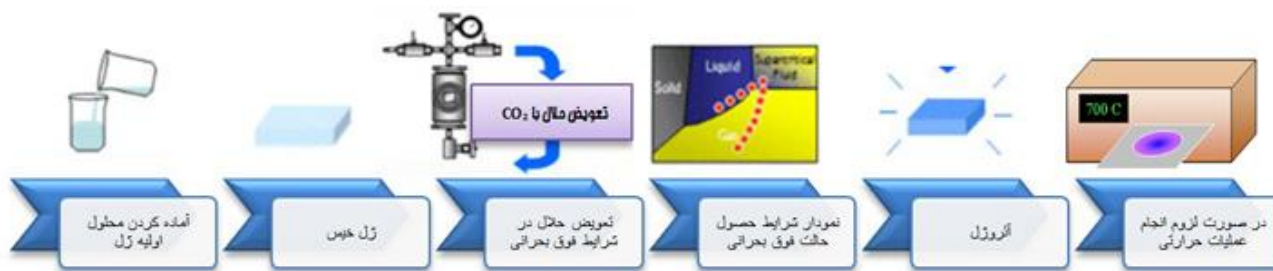 تعویض حلال با CO₂
Solid
Liquid
Supercritical
Fluid
Gas
700 C
آماده کردن محلول
اولیه ژل
ژل خیس
تعویض حلال در
شرایط فوق بحرانی
نمودار شرایط حصول
حالت فوق بحرانی
آئروژل
در صورت لزوم انجام
عملیات حرارتی